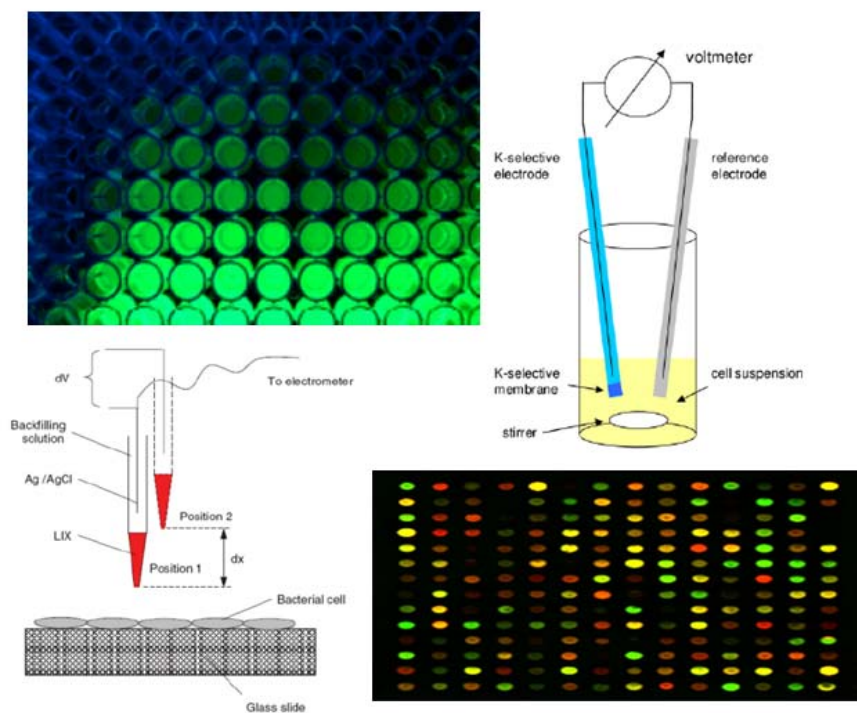 voltmeter
K-selective
electrode
reference
electrode
K-selective
membrane
cell suspension
stirrer
dV
To electrometer
Backfilling
solution
Ag /AgCl
LIX
Position 2
Position 1
dx
Bacterial cell
Glass slide